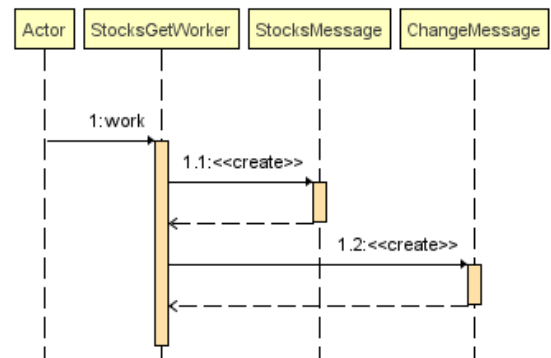 Actor
StocksGetWorker
StocksMessage
ChangeMessage
1:work
1.1:<<create>>
1.2:<<create>>